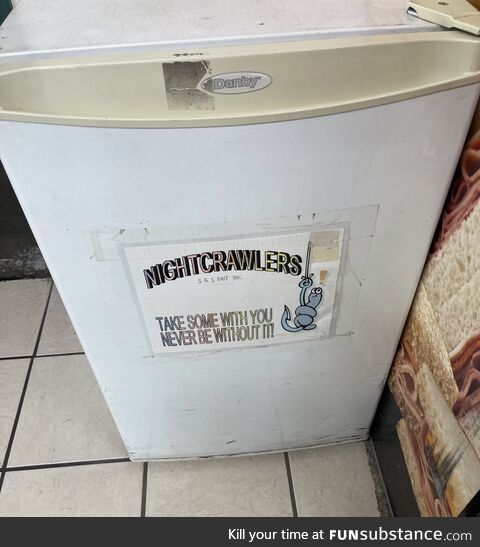 Danby
NIGHTCRAWLERS
S & S BAIT INC.
TAKE SOME WITH YOU
NEVER BE WITHOUT IT!
Kill your time at FUNsubstance.com